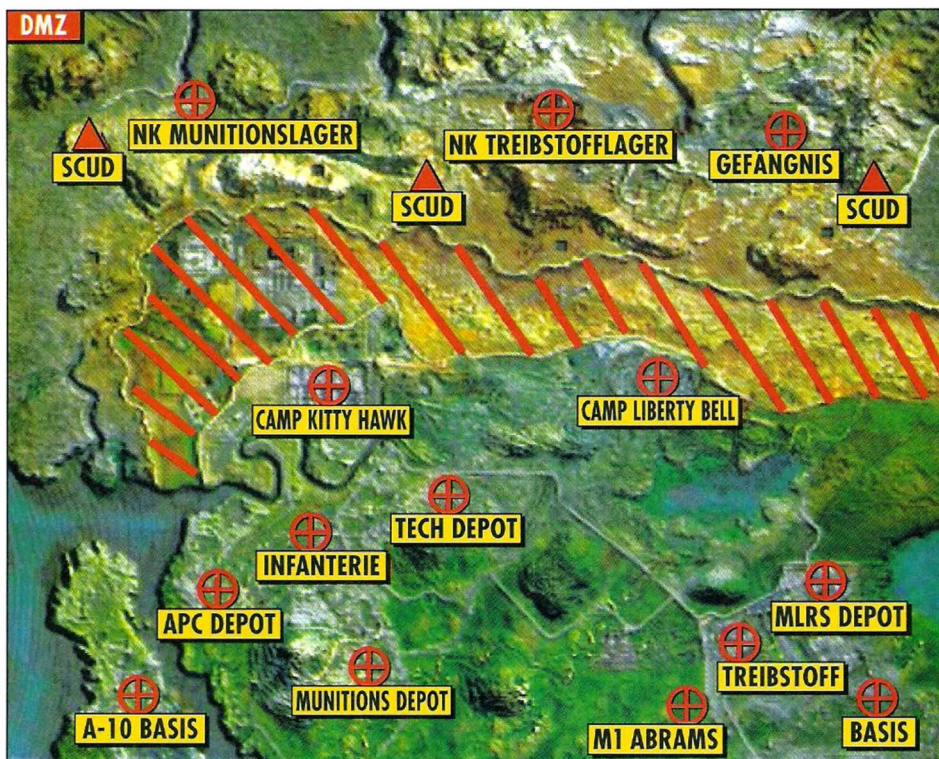 DMZ
NK MUNITIONSLAGER
NK TREIBSTOFFLAGER
GEFÄNGNIS
SCUD
SCUD
SCUD
CAMP KITTY HAWK
CAMP LIBERTY BELL
TECH DEPOT
INFANTERIE
APC DEPOT
MLRS DEPOT
TREIBSTOFF
MUNITIONS DEPOT
A-10 BASIS
M1 ABRAMS
BASIS